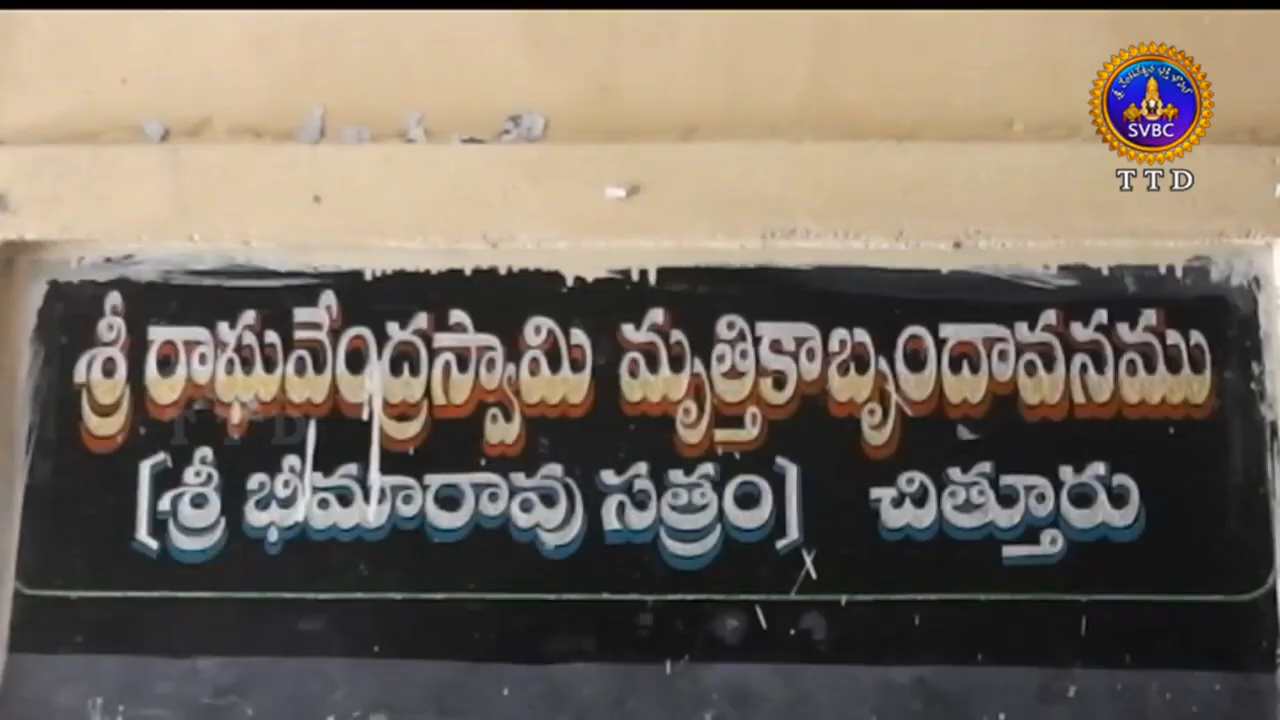 SVBC
TTD
శ్రీ రాఘవేంద్రస్వామి మృత్తికాబృందావనము
(శ్రీ భీమారావు సత్రం) చిత్తూరు